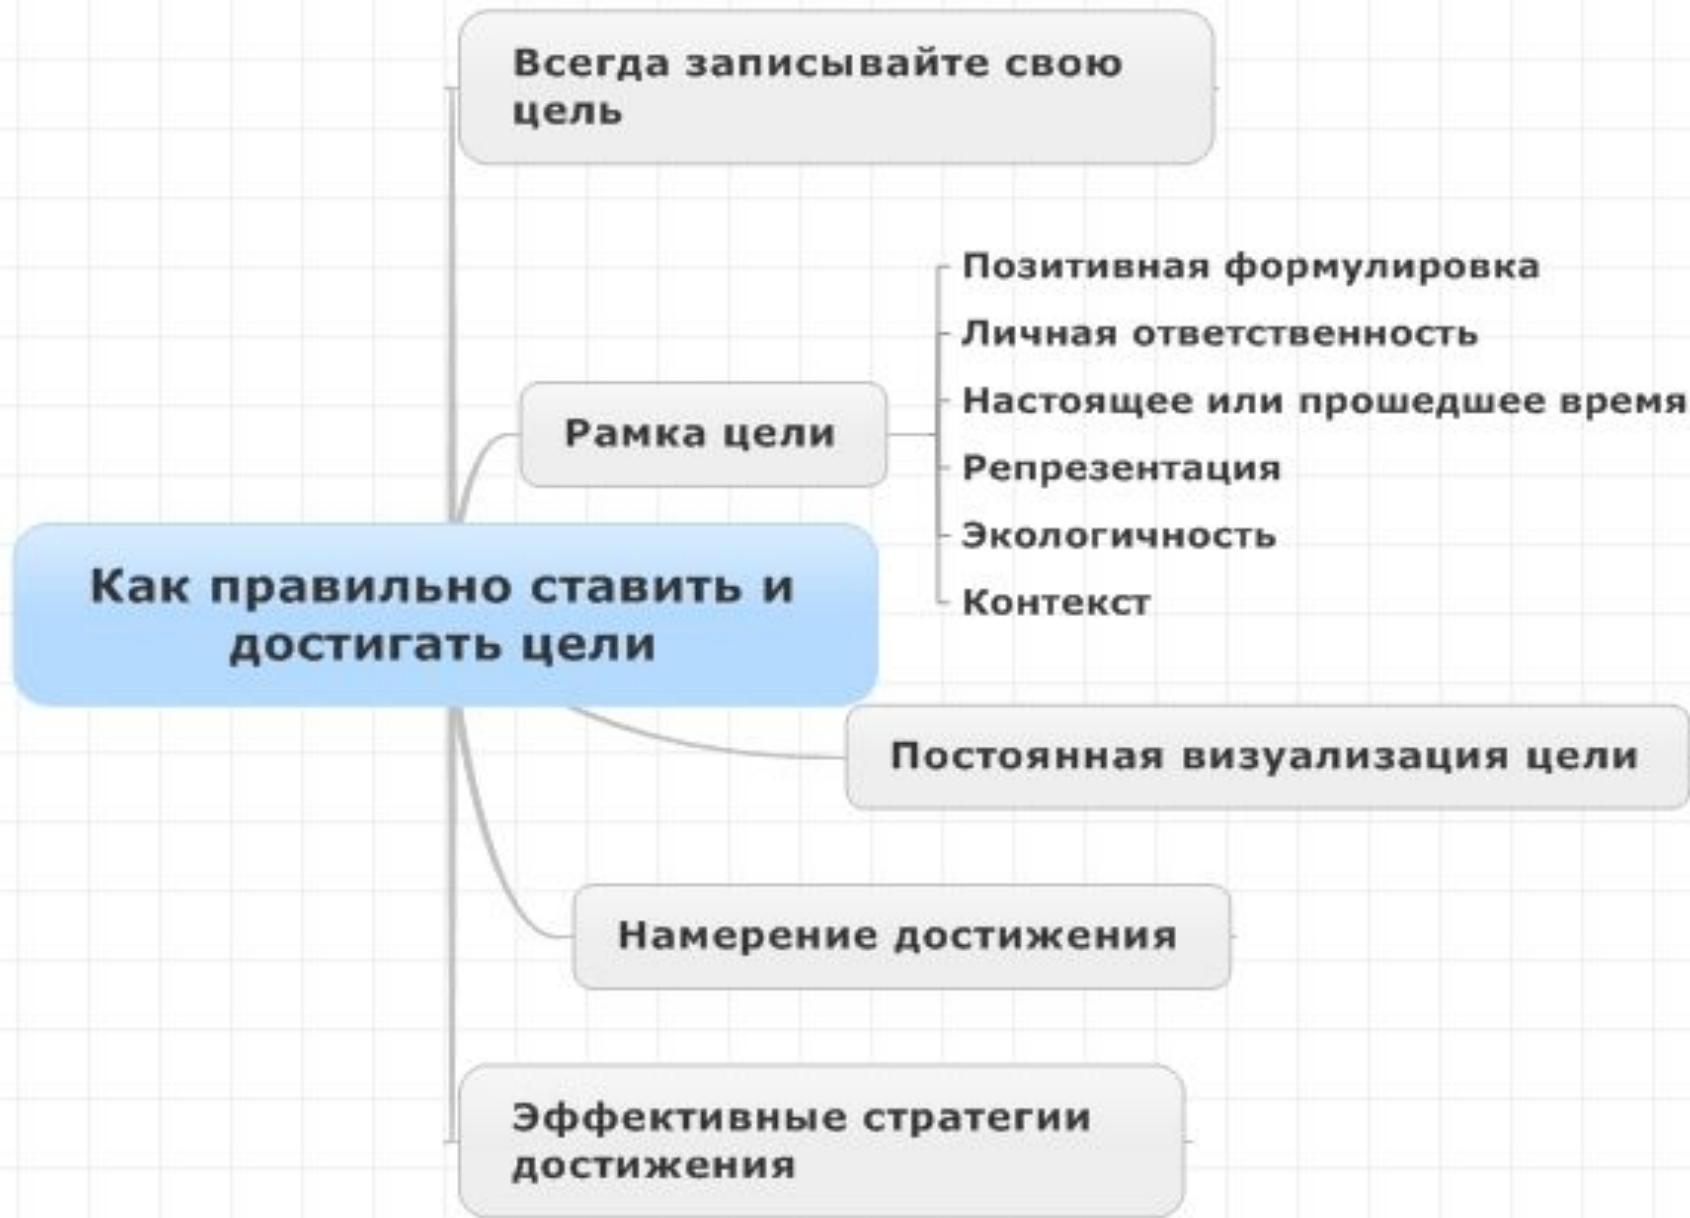 Всегда записывайте свою
цель
Позитивная формулировка
Личная ответственность
Настоящее или прошедшее время
Рамка цели
Репрезентация
Экологичность
Контекст
Как правильно ставить и
достигать цели
Постоянная визуализация цели
Намерение достижения
Эффективные стратегии
достижения